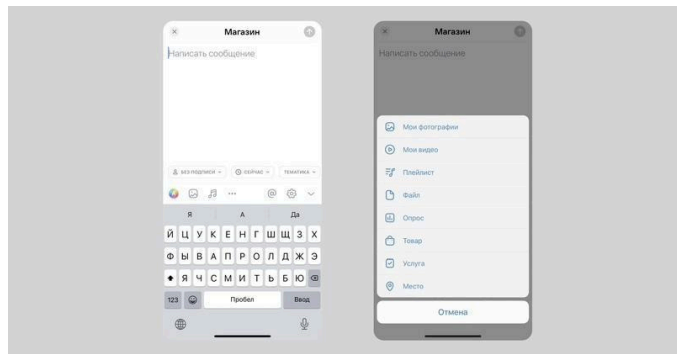 Магазин
Написать сообщение
БЕЗ ПОДПИСИ
СЕЙЧАС
ТЕМАТИКА
Я А Да
Й Ц У К Е Н Г Ш Щ З Х
Ф Ы В А П Р О Л Д Ж Э
Я Ч С М И Т Ь Б Ю
123 Пробел Ввод
Магазин
Написать сообщение
Мои фотографии
Мои видео
Плейлист
Файл
Опрос
Товар
Услуга
Место
Отмена